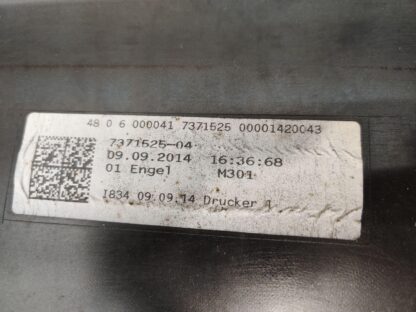 48 0 6 000041 7371525 00001420043
7371525-04
09.09.2014 16:36:68
01 Engel M301
I834 09.09.14 Drucker 1